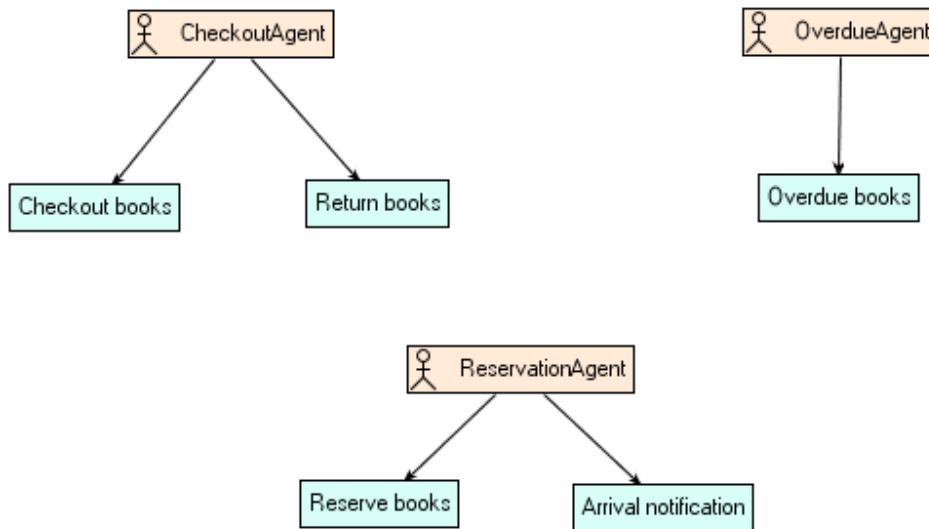 CheckoutAgent
OverdueAgent
Checkout books
Return books
Overdue books
ReservationAgent
Reserve books
Arrival notification